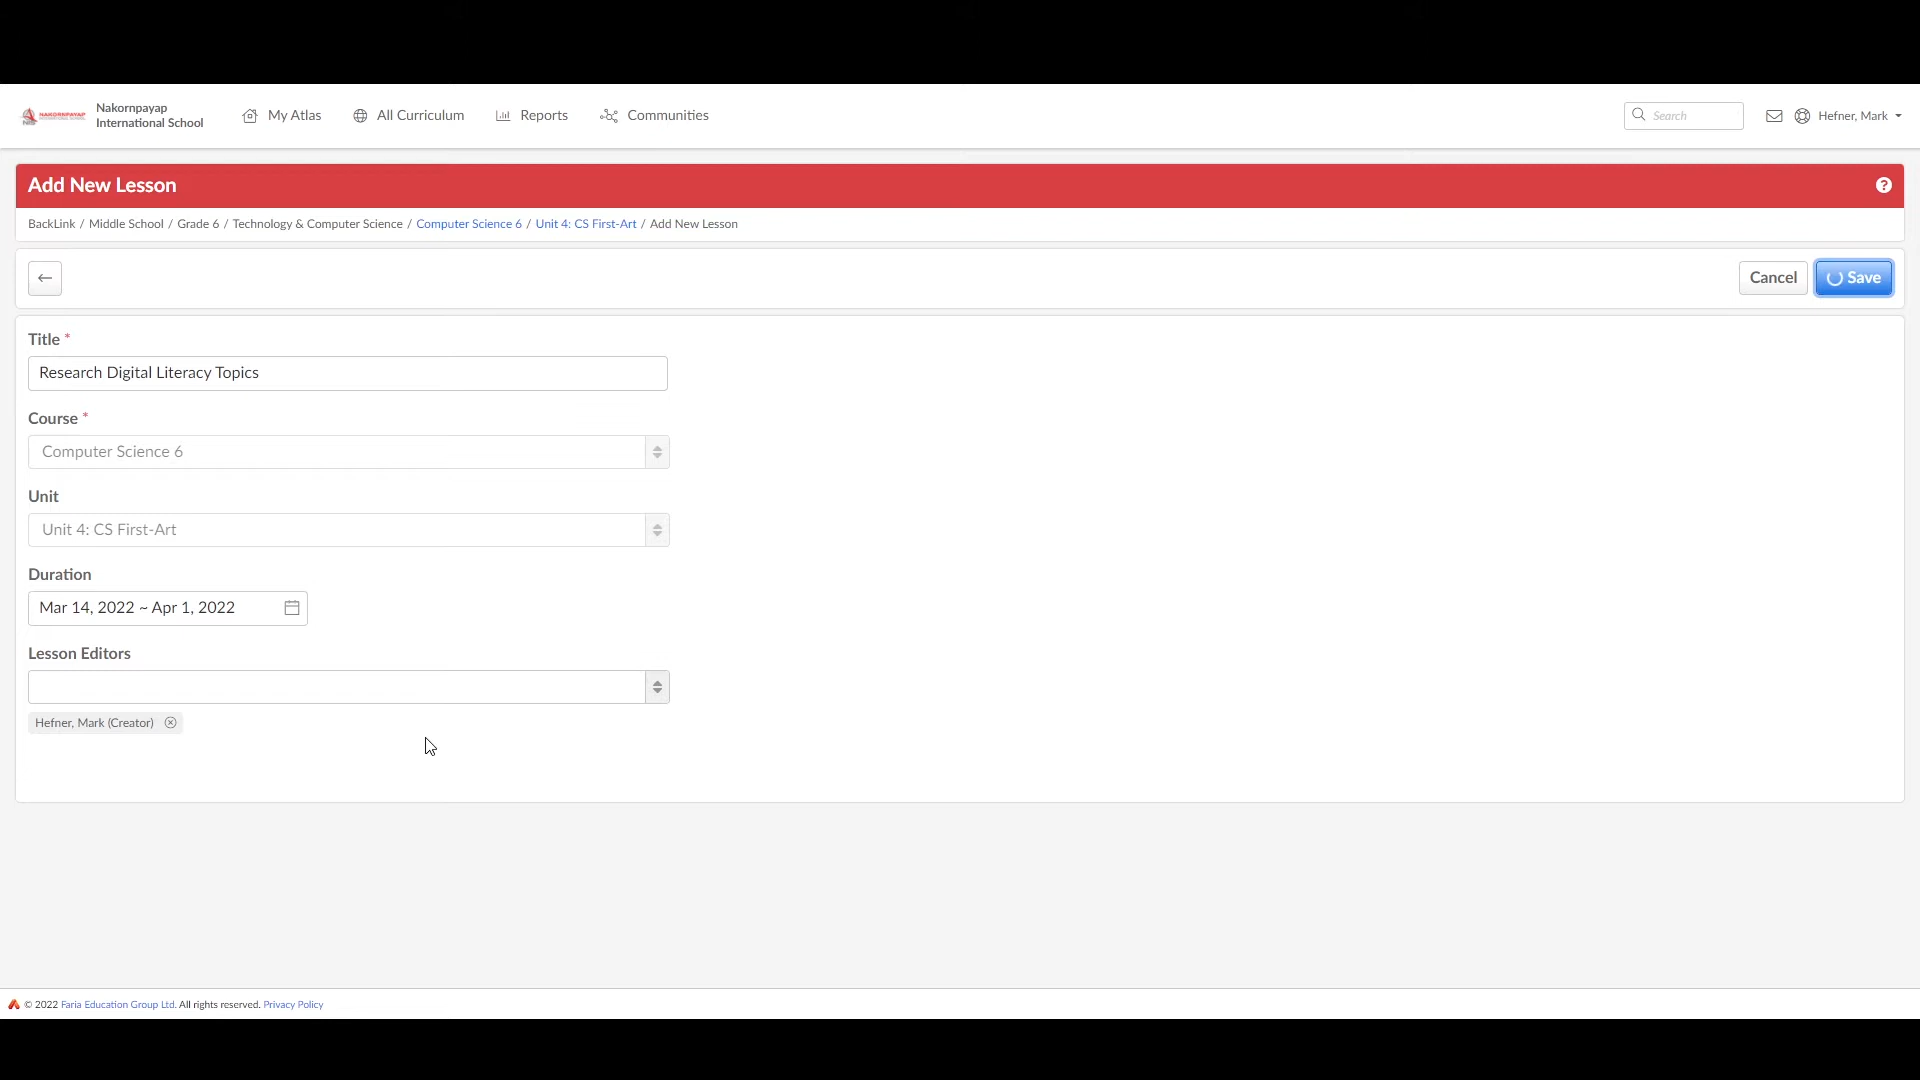 NAKORNPAYAP
INTERNATIONAL SCHOOL
Nakornpayap
International School
My Atlas
All Curriculum
Reports
Communities
Search
Hefner, Mark
Add New Lesson
?
BackLink / Middle School / Grade 6 / Technology & Computer Science / Computer Science 6 / Unit 4: CS First-Art / Add New Lesson
Cancel
Save
Title *
Research Digital Literacy Topics
Course *
Computer Science 6
Unit
Unit 4: CS First-Art
Duration
Mar 14, 2022 ~ Apr 1, 2022
Lesson Editors
Hefner, Mark (Creator)
© 2022 Faria Education Group Ltd. All rights reserved. Privacy Policy